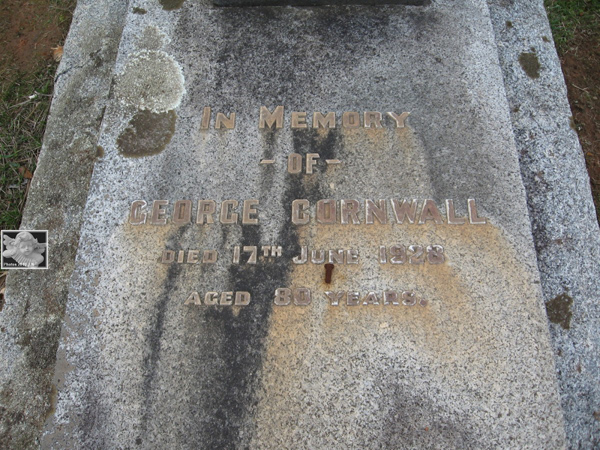 In Memory
- OF -
George Cornwall
Died 17th June 1928
Aged 80 years.